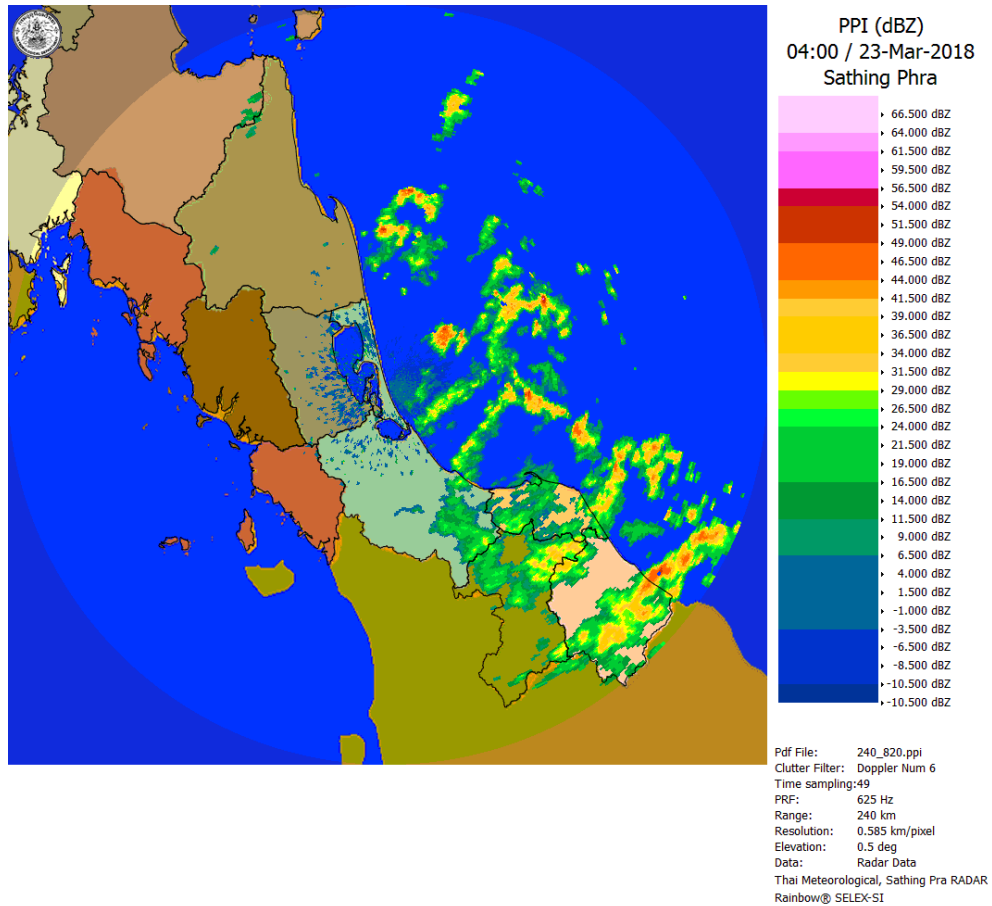 PPI (dBZ)
04:00 / 23-Mar-2018
Sathing Phra
66.500 dBZ
64.000 dBZ
61.500 dBZ
59.500 dBZ
56.500 dBZ
54.000 dBZ
51.500 dBZ
49.000 dBZ
46.500 dBZ
44.000 dBZ
41.500 dBZ
39.000 dBZ
36.500 dBZ
34.000 dBZ
31.500 dBZ
29.000 dBZ
26.500 dBZ
24.000 dBZ
21.500 dBZ
19.000 dBZ
16.500 dBZ
14.000 dBZ
11.500 dBZ
9.000 dBZ
6.500 dBZ
4.000 dBZ
1.500 dBZ
-1.000 dBZ
-3.500 dBZ
-6.500 dBZ
-8.500 dBZ
-10.500 dBZ
-10.500 dBZ
Pdf File: 240_820.ppi
Clutter Filter: Doppler Num 6
Time sampling:49
PRF: 625 Hz
Range: 240 km
Resolution: 0.585 km/pixel
Elevation: 0.5 deg
Data: Radar Data
Thai Meteorological, Sathing Pra RADAR
Rainbow® SELEX-SI